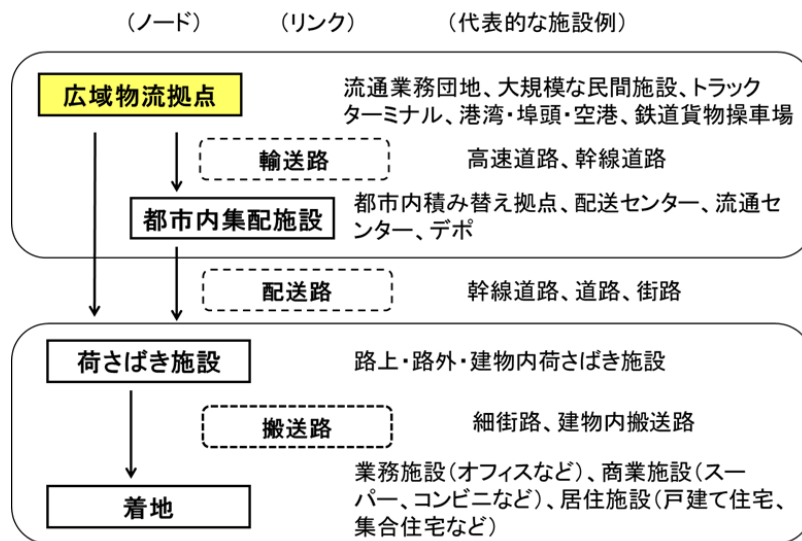 （ノード）　（リンク）　（代表的な施設例）
広域物流拠点
流通業務団地、大規模な民間施設、トラック
ターミナル、港湾・埠頭・空港、鉄道貨物操車場
輸送路
高速道路、幹線道路
都市内集配施設
都市内積み替え拠点、配送センター、流通セ
ンター、デポ
配送路
幹線道路、道路、街路
荷さばき施設
路上・路外・建物内荷さばき施設
搬送路
細街路、建物内搬送路
着地
業務施設（オフィスなど）、商業施設（スー
パー、コンビニなど）、居住施設（戸建て住宅、
集合住宅など）